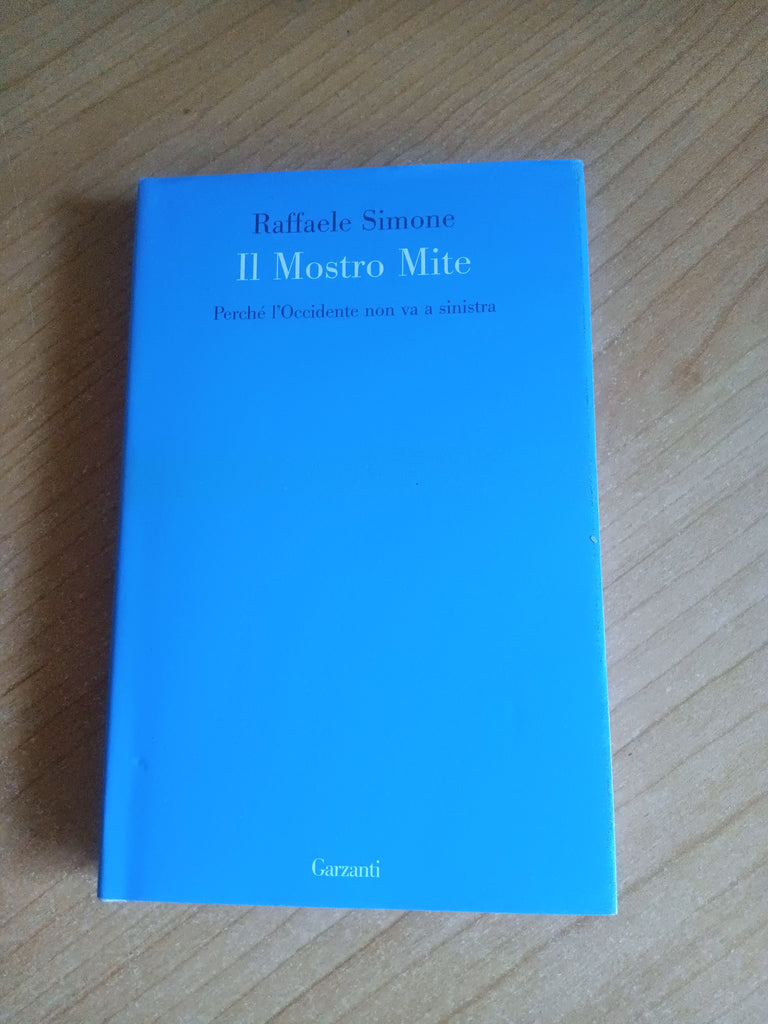 Raffaele Simone
Il Mostro Mite
Perché l'Occidente non va a sinistra
Garzanti